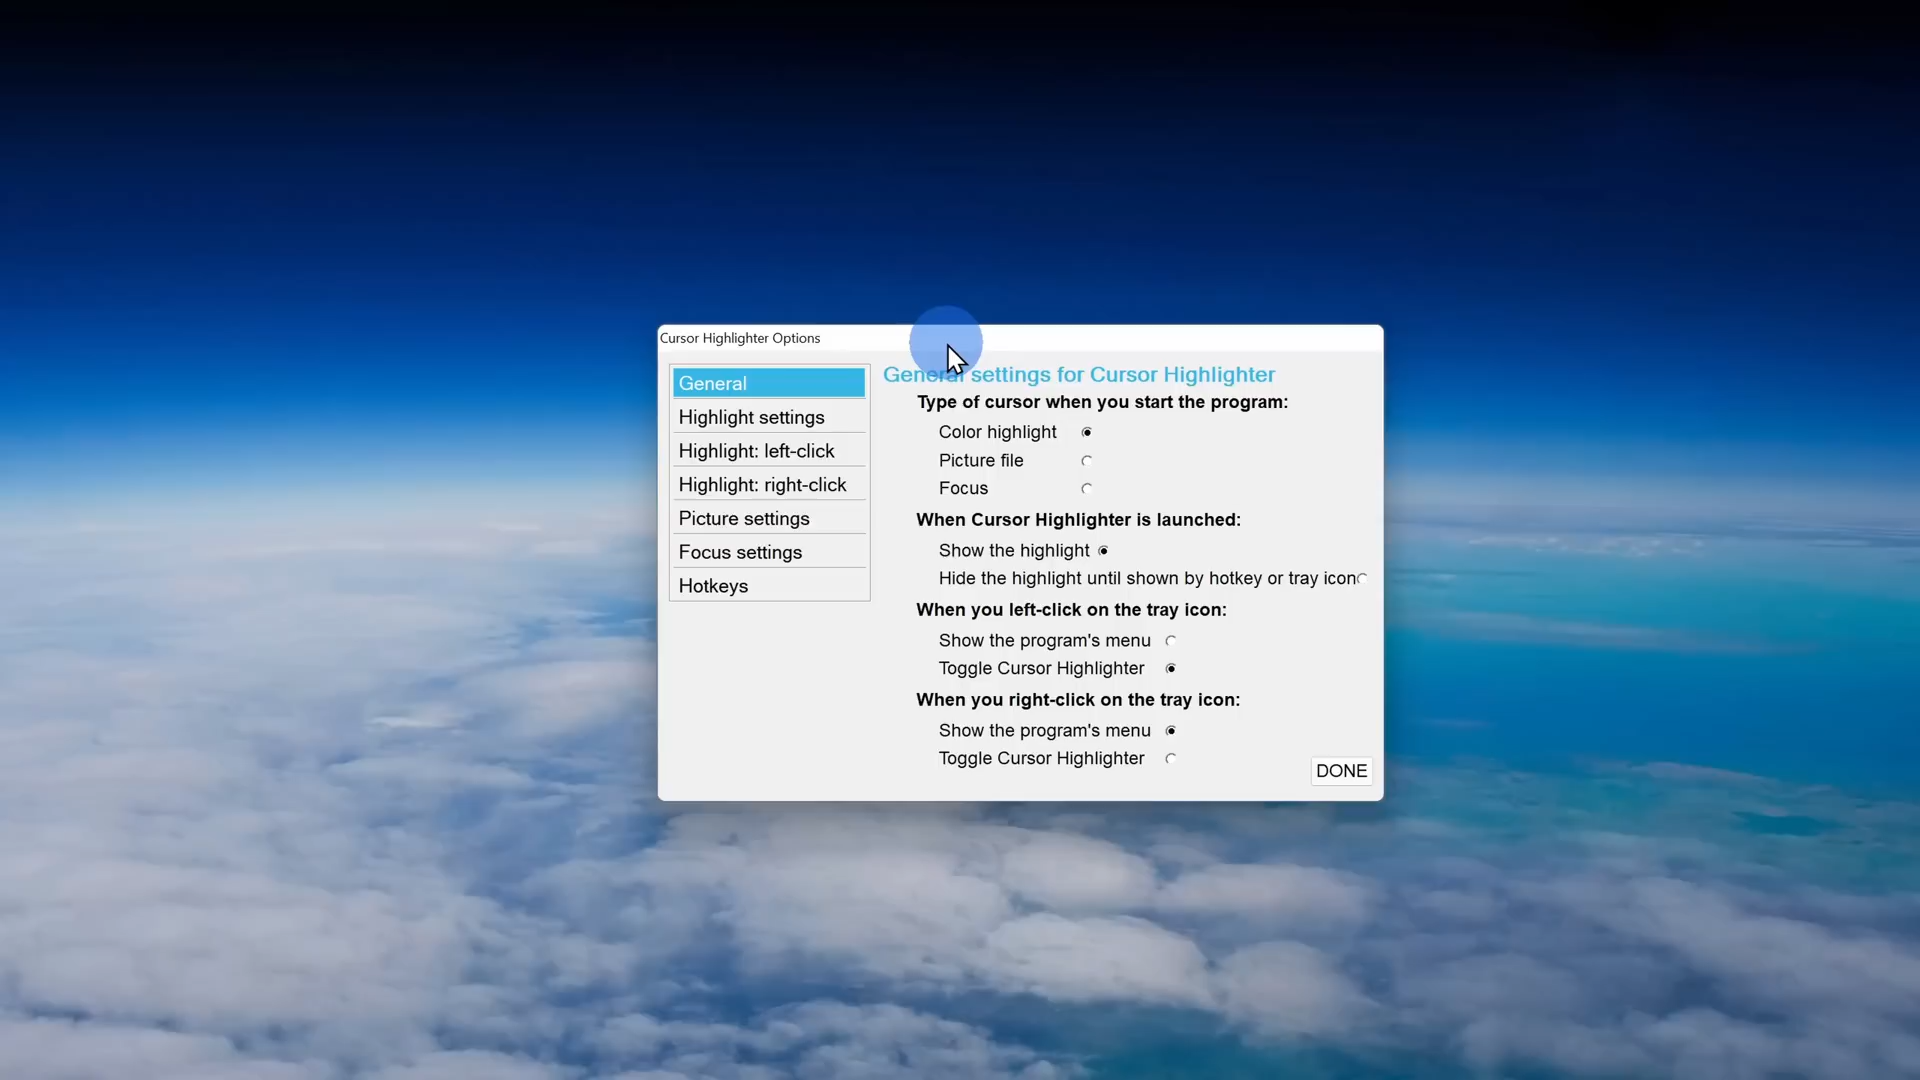 Cursor Highlighter Options
General
Highlight settings
Highlight: left-click
Highlight: right-click
Picture settings
Focus settings
Hotkeys
General settings for Cursor Highlighter
Type of cursor when you start the program:
Color highlight
Picture file
Focus
When Cursor Highlighter is launched:
Show the highlight
Hide the highlight until shown by hotkey or tray icon
When you left-click on the tray icon:
Show the program's menu
Toggle Cursor Highlighter
When you right-click on the tray icon:
Show the program's menu
Toggle Cursor Highlighter
DONE